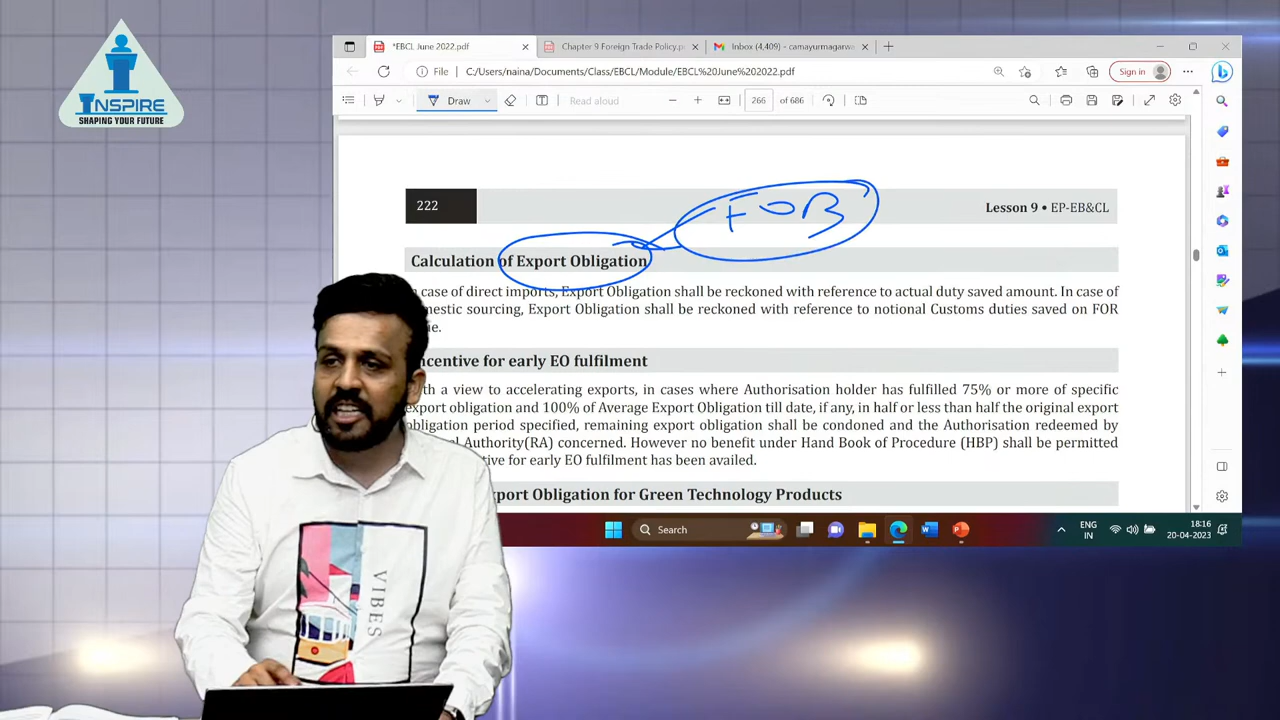 INSPIRE
SHAPING YOUR FUTURE
*EBCL June 2022.pdf
Chapter 9 Foreign Trade Policy.p
Inbox (4,409) - camayurmagarwa
File
C:/Users/naina/Documents/Class/EBCL/Module/EBCL%20June%202022.pdf
Sign in
Draw
Read aloud
266 of 686
222
Lesson 9 • EP-EB&CL
FOB
Calculation of Export Obligation
case of direct imports, Export Obligation shall be reckoned with reference to actual duty saved amount. In case of
mestic sourcing, Export Obligation shall be reckoned with reference to notional Customs duties saved on FOR
ue.
ncentive for early EO fulfilment
th a view to accelerating exports, in cases where Authorisation holder has fulfilled 75% or more of specific
export obligation and 100% of Average Export Obligation till date, if any, in half or less than half the original export
obligation period specified, remaining export obligation shall be condoned and the Authorisation redeemed by
al Authority(RA) concerned. However no benefit under Hand Book of Procedure (HBP) shall be permitted
tive for early EO fulfilment has been availed.
xport Obligation for Green Technology Products
Search
ENG
IN
18:16
20-04-2023
VIBES